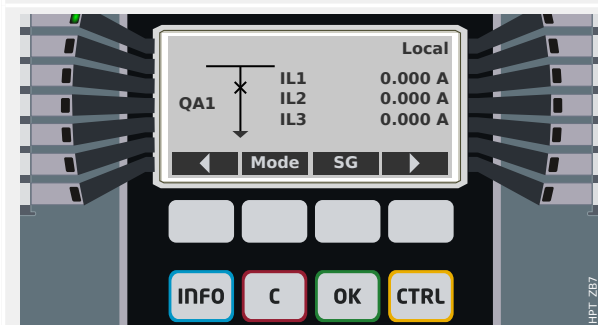 Local
IL1 0.000 A
QA1 IL2 0.000 A
IL3 0.000 A
Mode SG
INFO C OK CTRL
HPT_ZB7